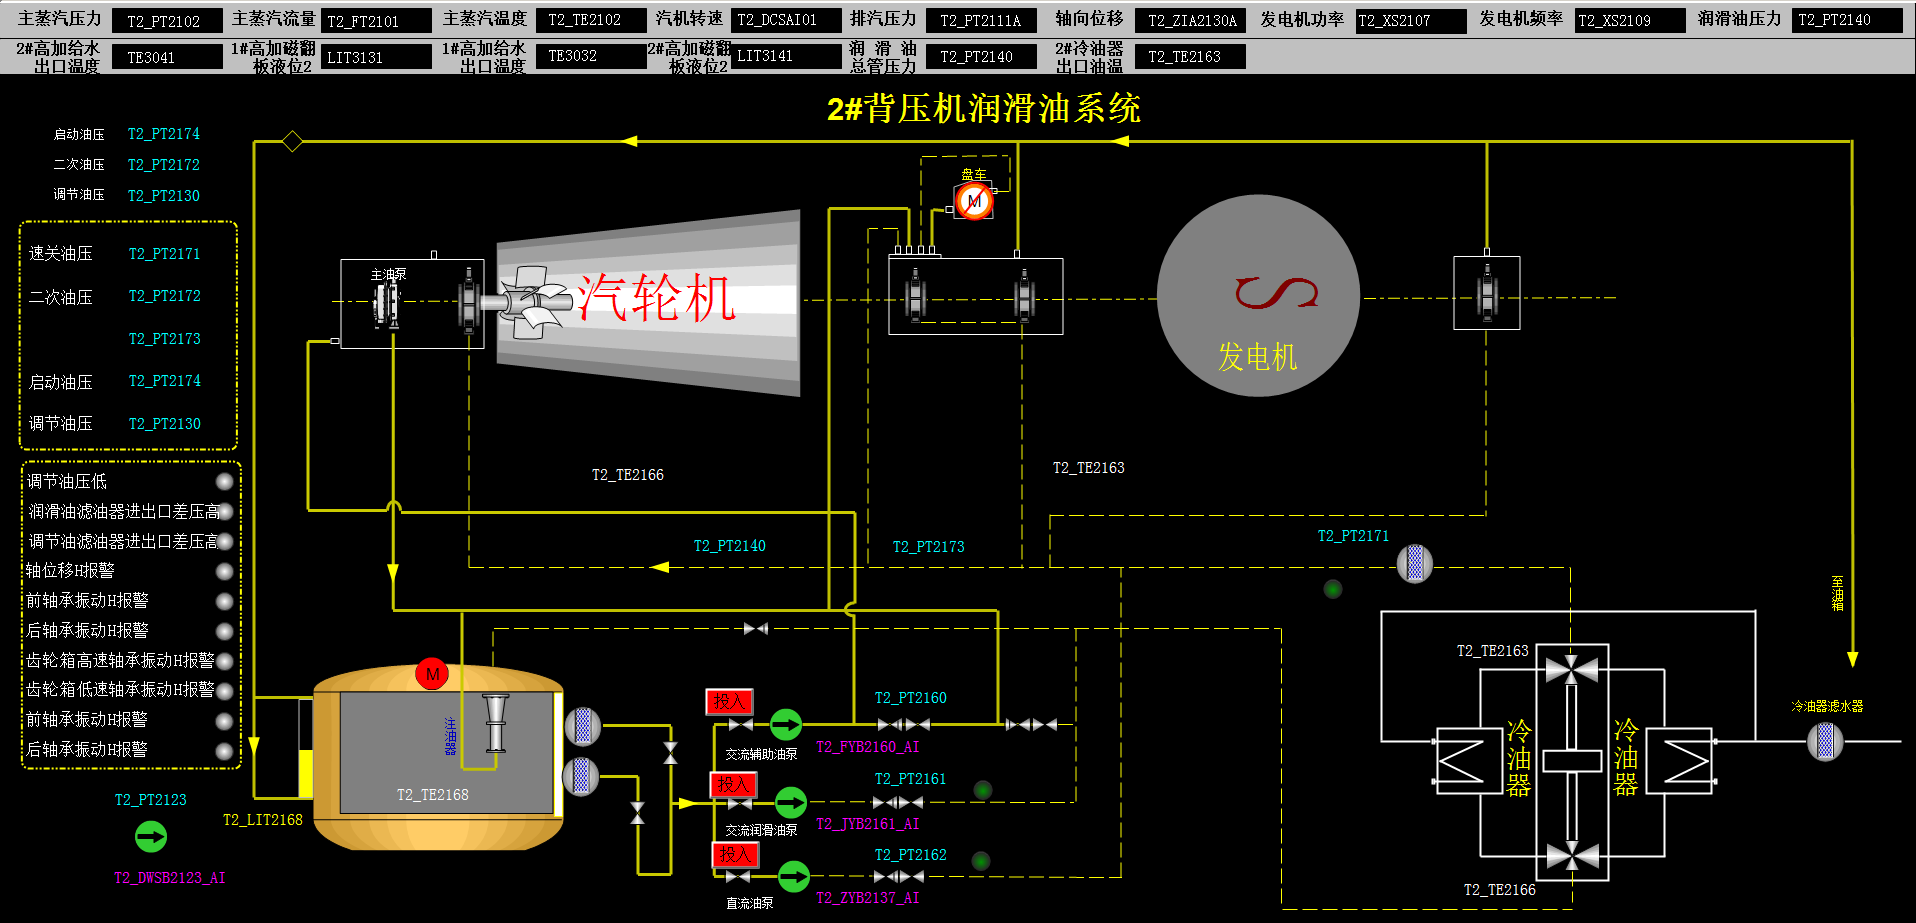 主蒸汽压力 T2_PT2102 主蒸汽流量 T2_FT2101 主蒸汽温度 T2_TE2102 汽机转速 T2_DCSAI01 排汽压力 T2_PT2111A 轴向位移 T2_ZIA2130A 发电机功率 T2_XS2107 发电机频率 T2_XS2109 润滑油压力 T2_PT2140
2#高加给水 1#高加磁翻 1#高加给水 2#高加磁翻 润滑油 2#冷油器
出口温度 TE3041 板液位2 LIT3131 出口温度 TE3032 板液位2 LIT3141 总管压力 T2_PT2140 出口油温 T2_TE2163
2#背压机润滑油系统
启动油压 T2_PT2174
二次油压 T2_PT2172
调节油压 T2_PT2130
盘车
M
速关油压 T2_PT2171
二次油压 T2_PT2172
T2_PT2173
启动油压 T2_PT2174
调节油压 T2_PT2130
主油泵
汽轮机
S
发电机
T2_TE2166
T2_TE2163
调节油压低
润滑油滤油器进出口差压高
调节油滤油器进出口差压高
轴位移H报警
前轴承振动H报警
后轴承振动H报警
齿轮箱高速轴承振动H报警
齿轮箱低速轴承振动H报警
前轴承振动H报警
后轴承振动H报警
T2_PT2140
T2_PT2173
T2_PT2171
至油箱
T2_TE2163
M
主油器
T2_TE2168
投入
T2_PT2160
交流辅助油泵
T2_FYB2160_AI
投入
T2_PT2161
交流润滑油泵
T2_JYB2161_AI
投入
T2_PT2162
直流油泵
T2_ZYB2137_AI
冷油器
冷油器
冷油器滤水器
T2_PT2123
T2_LIT2168
T2_DWSB2123_AI
T2_TE2166